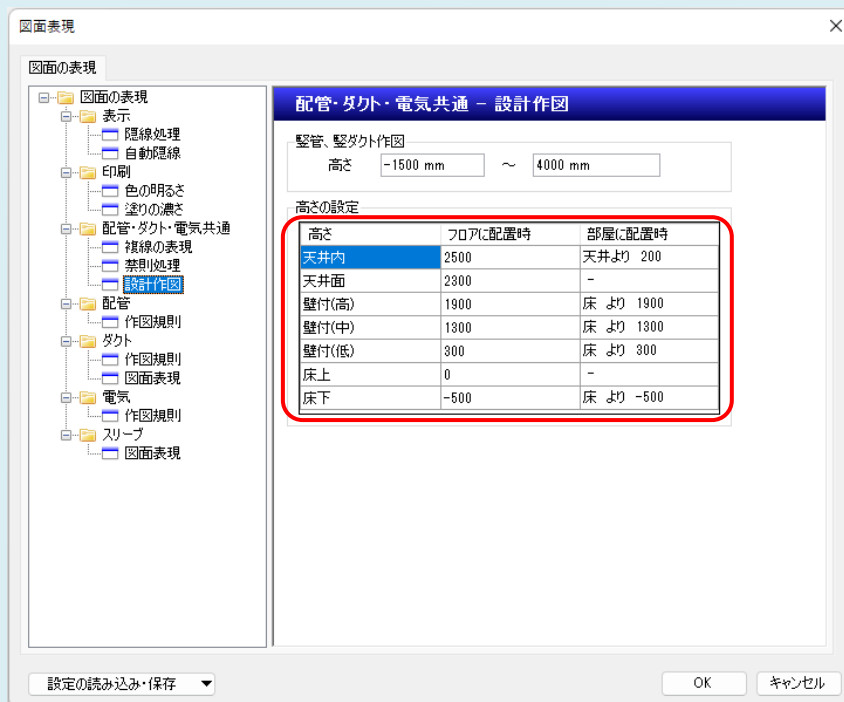 図面表現
図面の表現
図面の表現
表示
隠線処理
自動隠線
印刷
色の明るさ
塗りの濃さ
配管・ダクト・電気共通
複線の表現
禁則処理
設計作図
配管
作図規則
ダクト
作図規則
図面表現
電気
作図規則
スリーブ
図面表現
配管・ダクト・電気共通 - 設計作図
竪管、竪ダクト作図
高さ -1500 mm ～ 4000 mm
高さの設定
高さ フロアに配置時 部屋に配置時
天井内 2500 天井より 200
天井面 2300 -
壁付(高) 1900 床 より 1900
壁付(中) 1300 床 より 1300
壁付(低) 300 床 より 300
床上 0 -
床下 -500 床 より -500
設定の読み込み・保存 OK キャンセル